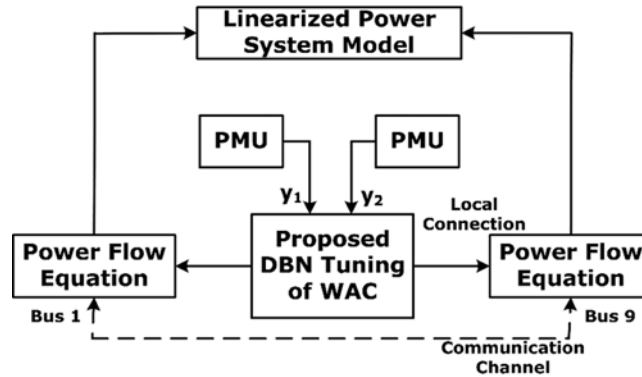 Linearized Power
System Model
PMU
PMU
y1
y2
Local
Connection
Power Flow
Equation
Proposed
DBN Tuning
of WAC
Power Flow
Equation
Bus 1
Bus 9
Communication
Channel